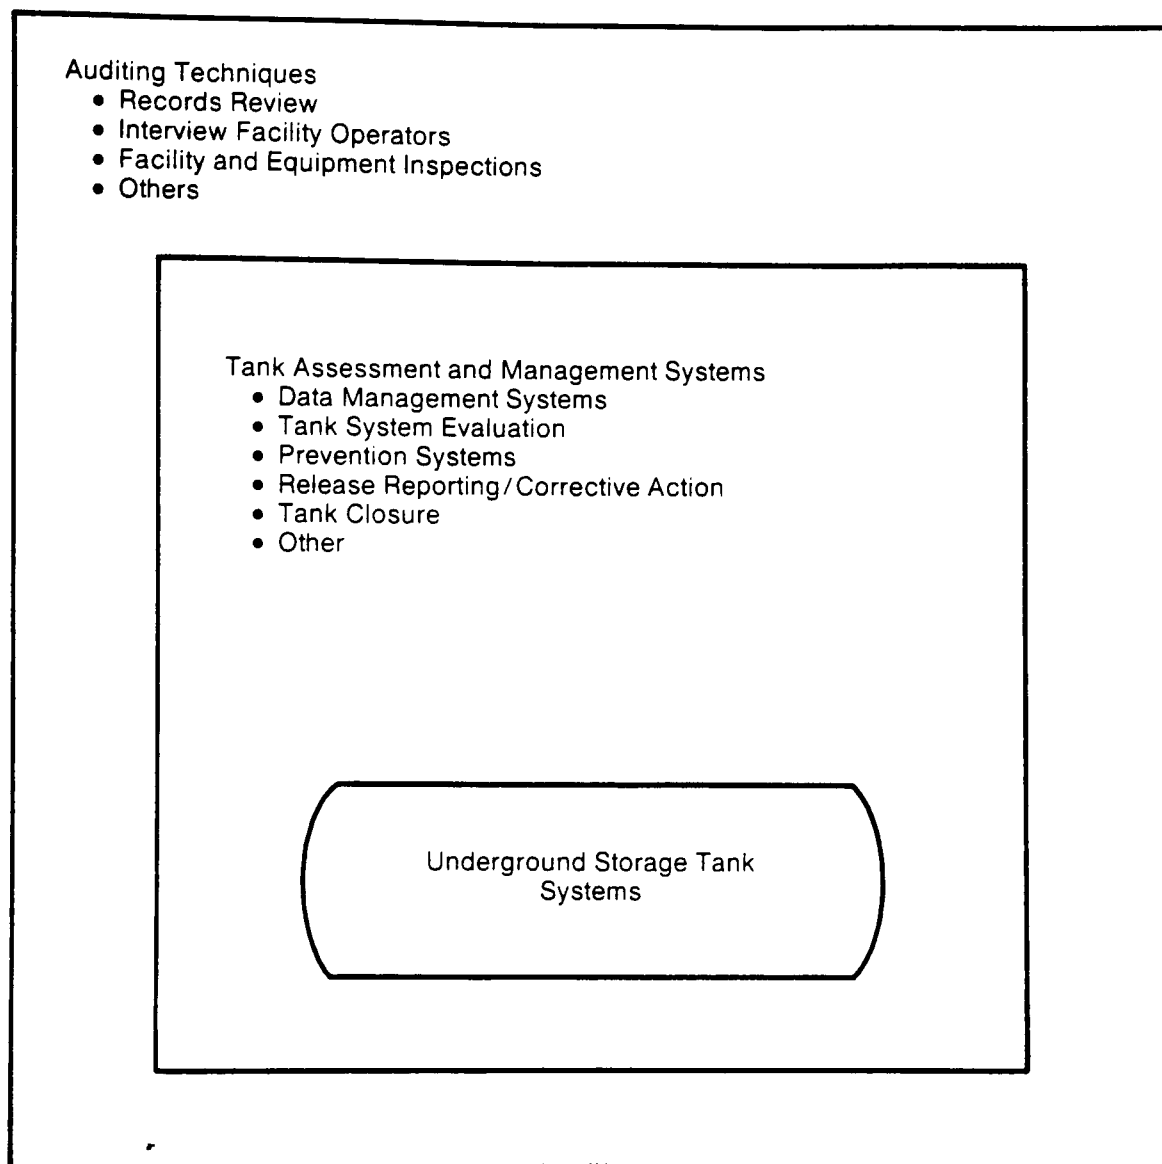 Auditing Techniques
• Records Review
• Interview Facility Operators
• Facility and Equipment Inspections
• Others
Tank Assessment and Management Systems
• Data Management Systems
• Tank System Evaluation
• Prevention Systems
• Release Reporting/Corrective Action
• Tank Closure
• Other
Underground Storage Tank
Systems